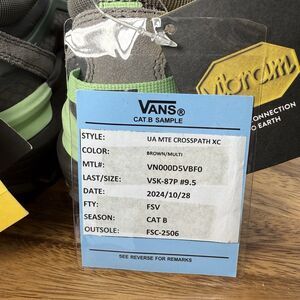 VANS®
CAT.B SAMPLE
STYLE: UA MTE CROSSPATH XC
COLOR: BROWN/MULTI
MTL#: VN000D5VBF0
LAST/SIZE: VSK-87P #9.5
DATE: 2024/10/28
FTY: FSV
SEASON: CAT B
OUTSOLE: FSC-2506
SEE REVERSE FOR REMARKS
vibram
CONNECTION
TO EARTH